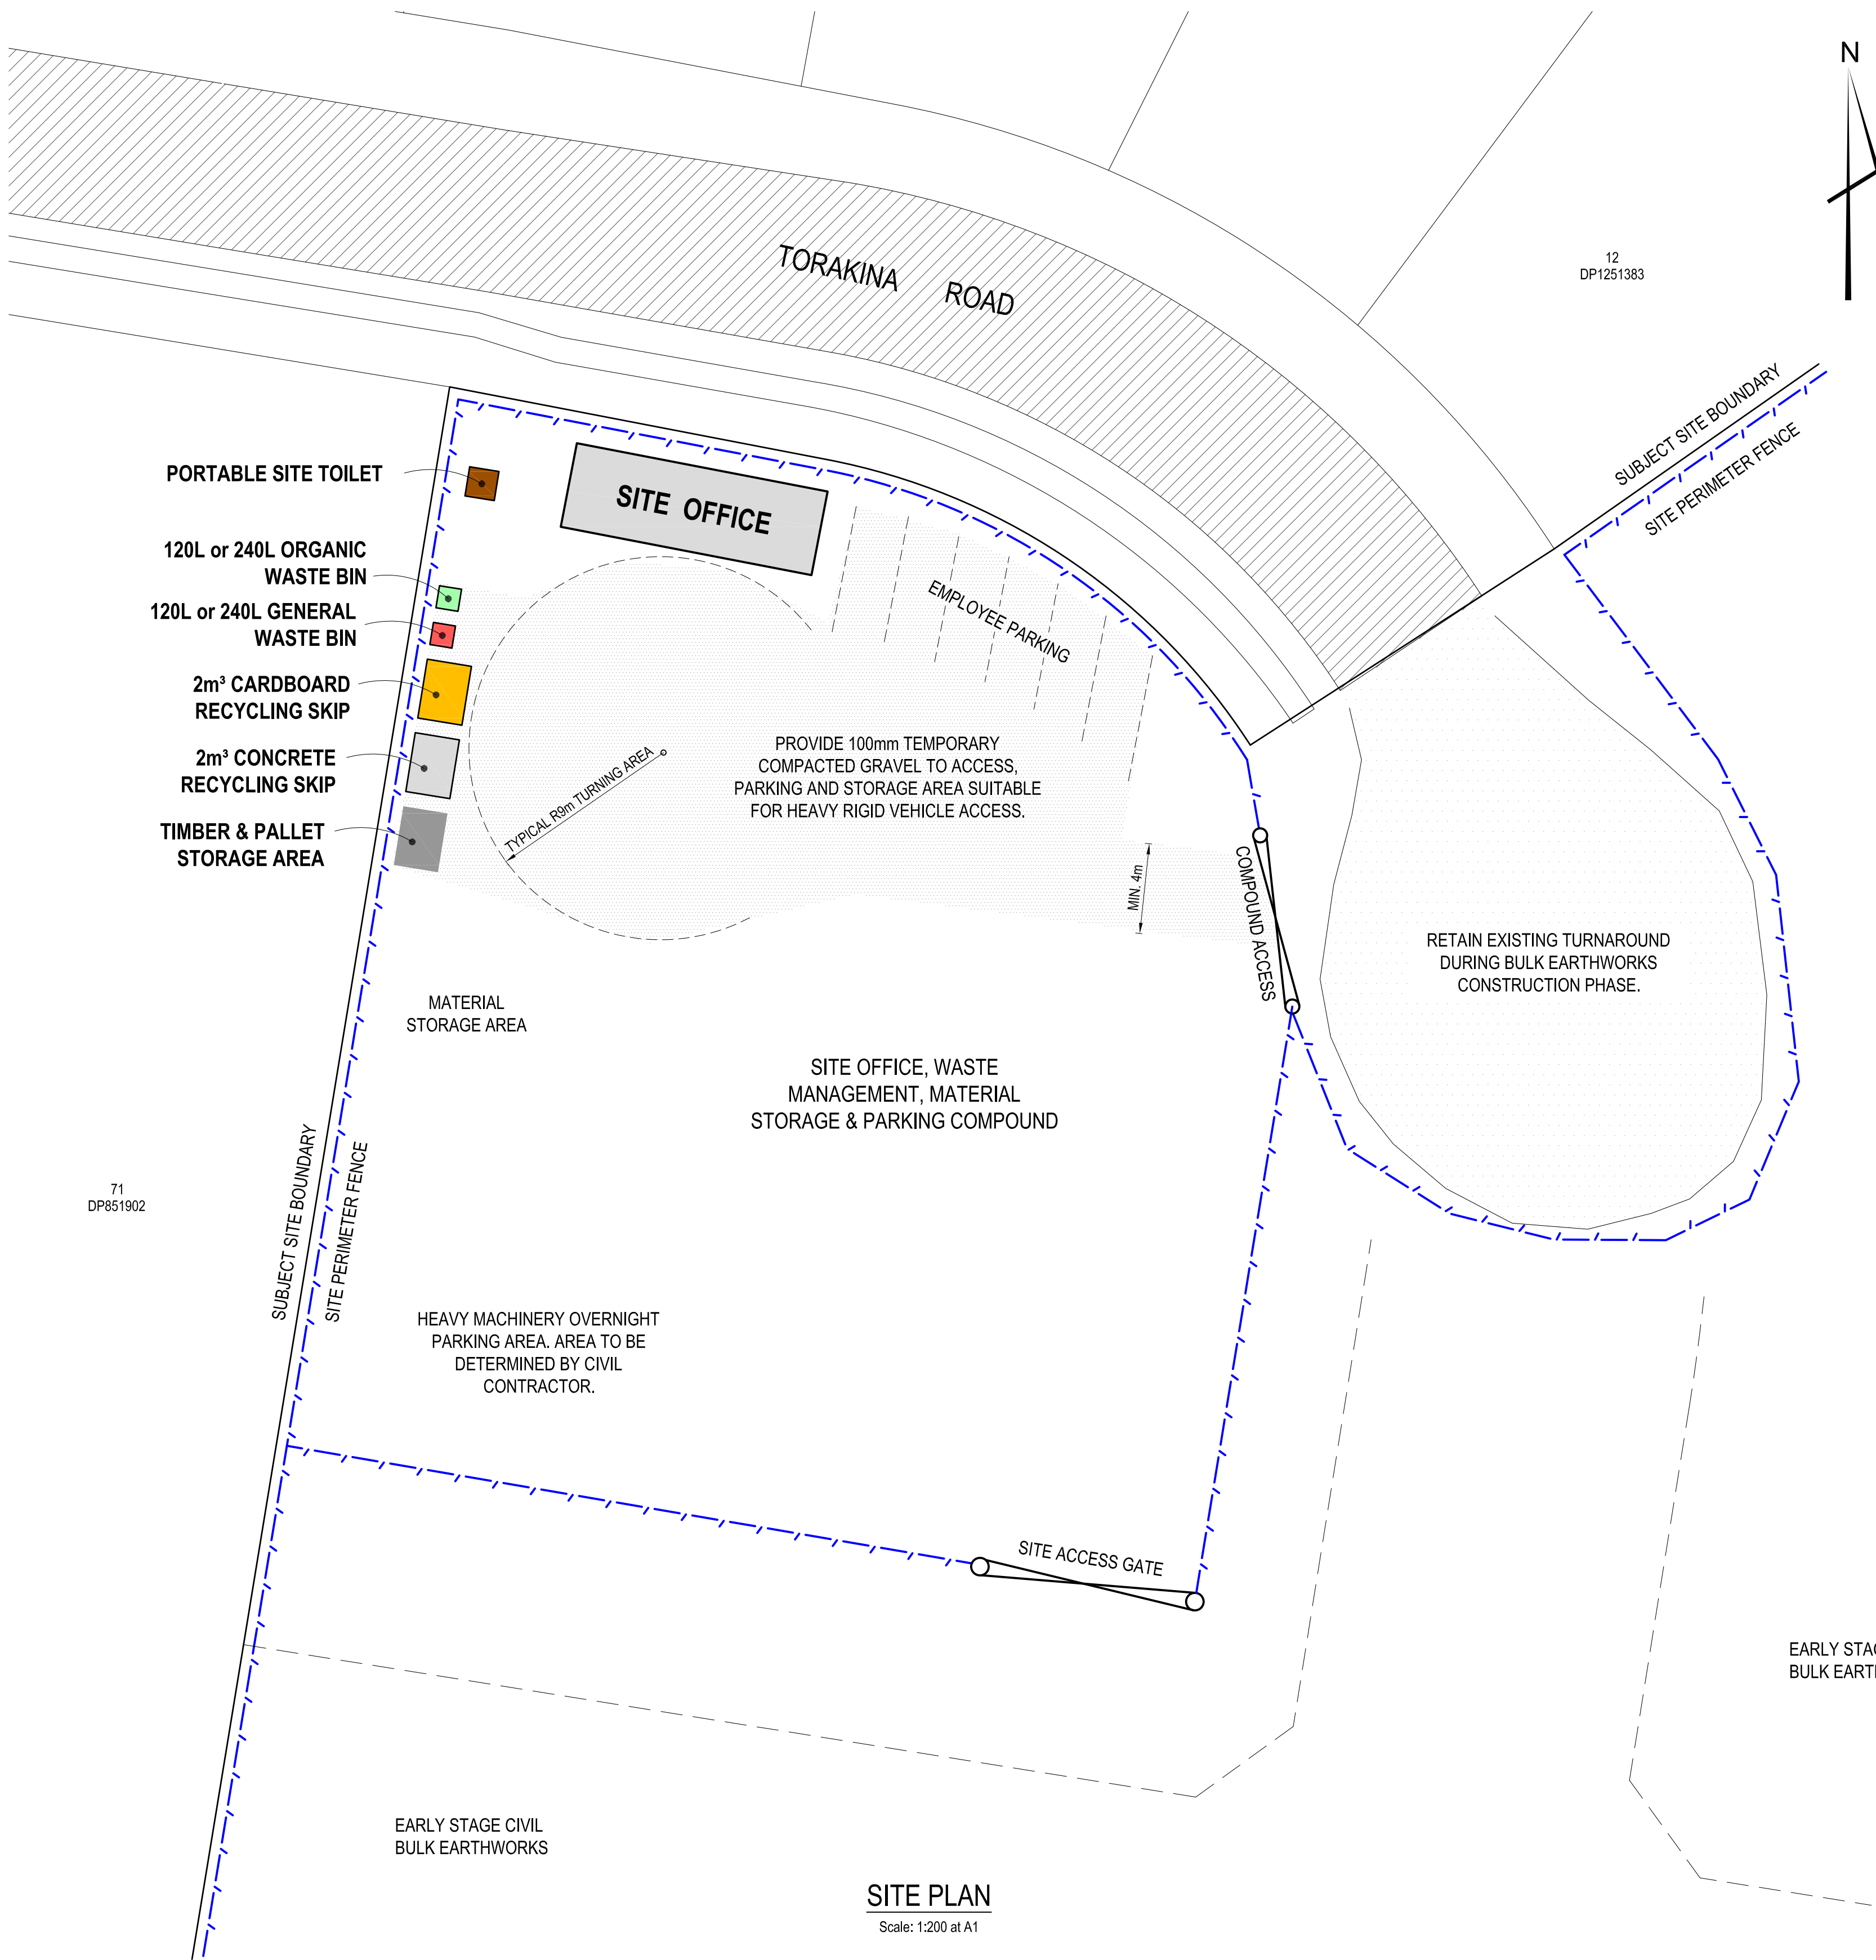 N
TORAKINA ROAD
12
DP1251383
SUBJECT SITE BOUNDARY
SITE PERIMETER FENCE
PORTABLE SITE TOILET
SITE OFFICE
120L or 240L ORGANIC
WASTE BIN
120L or 240L GENERAL
WASTE BIN
2m³ CARDBOARD
RECYCLING SKIP
2m³ CONCRETE
RECYCLING SKIP
TIMBER & PALLET
STORAGE AREA
EMPLOYEE PARKING
TYPICAL R9m TURNING AREA
PROVIDE 100mm TEMPORARY
COMPACTED GRAVEL TO ACCESS,
PARKING AND STORAGE AREA SUITABLE
FOR HEAVY RIGID VEHICLE ACCESS.
MIN. 4m
COMPOUND ACCESS
RETAIN EXISTING TURNAROUND
DURING BULK EARTHWORKS
CONSTRUCTION PHASE.
MATERIAL
STORAGE AREA
SITE OFFICE, WASTE
MANAGEMENT, MATERIAL
STORAGE & PARKING COMPOUND
71
DP851902
SUBJECT SITE BOUNDARY
SITE PERIMETER FENCE
HEAVY MACHINERY OVERNIGHT
PARKING AREA. AREA TO BE
DETERMINED BY CIVIL
CONTRACTOR.
SITE ACCESS GATE
EARLY STAG
BULK EARTH
EARLY STAGE CIVIL
BULK EARTHWORKS
SITE PLAN
Scale: 1:200 at A1